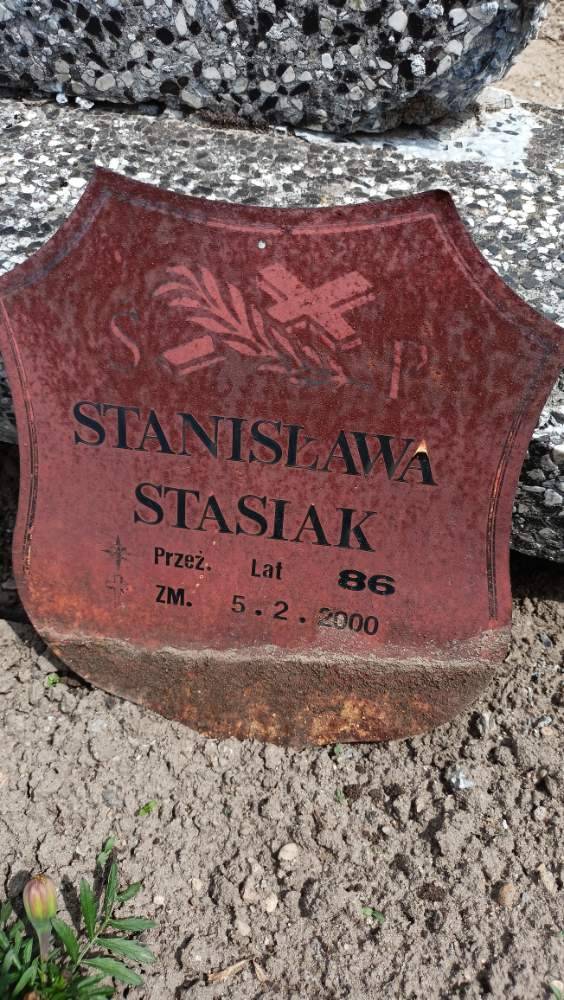 S P
STANISŁAWA
STASIAK
Przeż. Lat 86
ZM. 5.2.2000